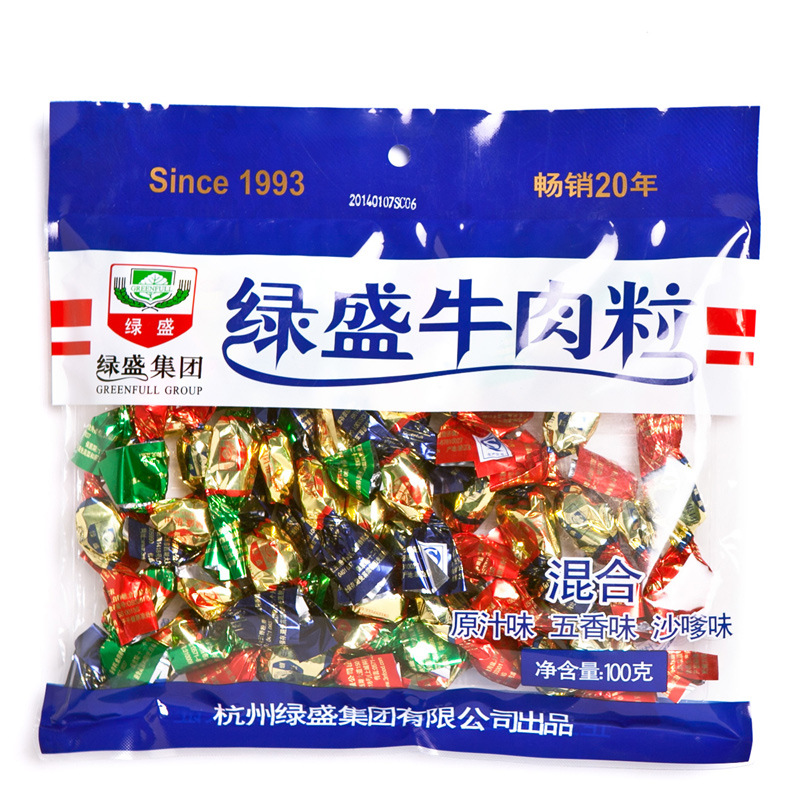 Since 1993
畅销20年
20140107SC06
GREENFULL
绿盛
绿盛集团
GREENFULL GROUP
绿盛牛肉粒
混合
原汁味 五香味 沙嗲味
净含量:100克
杭州绿盛集团有限公司出品